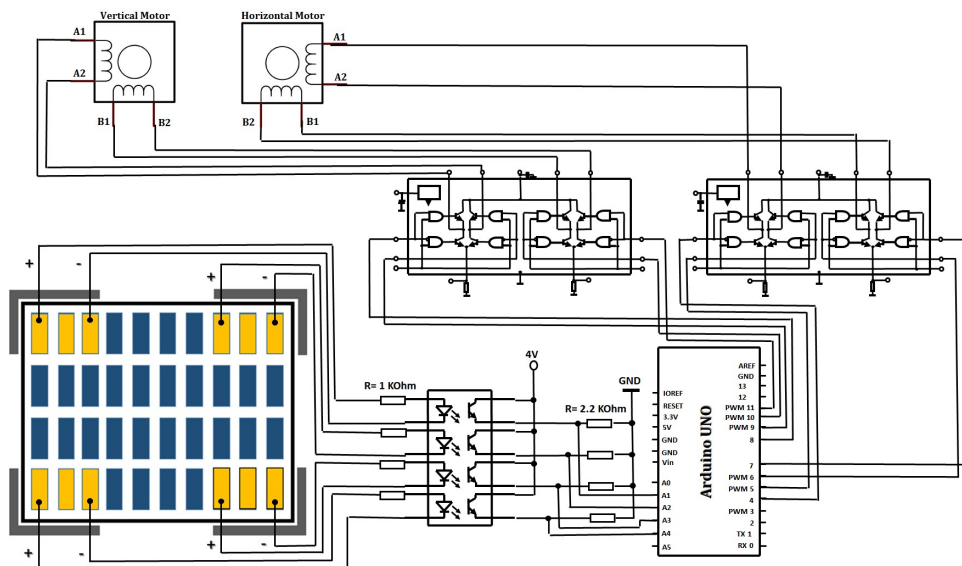 Vertical Motor
Horizontal Motor
A1
A2
B1
B2
A1
A2
B2
B1
+
-
+
-
R= 1 KOhm
4V
GND
R= 2.2 KOhm
Arduino UNO
IOREF
RESET
3.3V
5V
GND
GND
Vin
A0
A1
A2
A3
A4
A5
AREF
GND
13
12
PWM 11
PWM 10
PWM 9
8
7
PWM 6
PWM 5
4
PWM 3
2
TX 1
RX 0
+
-
+
-